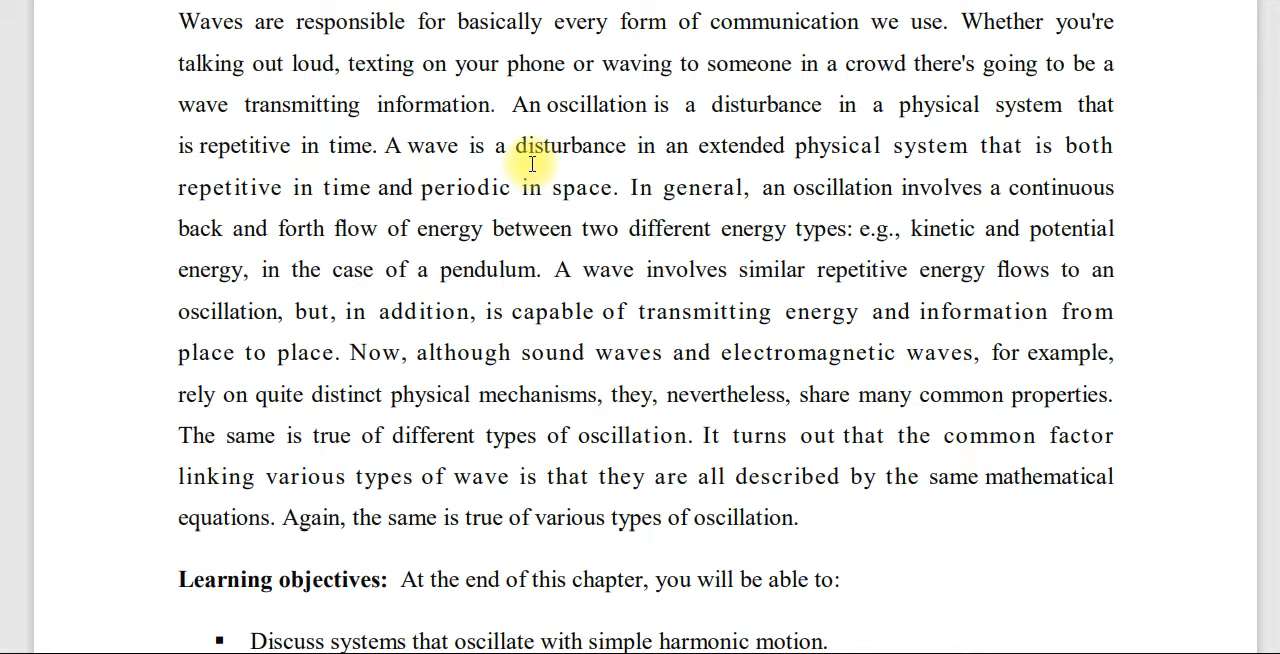 Waves are responsible for basically every form of communication we use. Whether you're
talking out loud, texting on your phone or waving to someone in a crowd there's going to be a
wave transmitting information. An oscillation is a disturbance in a physical system that
is repetitive in time. A wave is a disturbance in an extended physical system that is both
repetitive in time and periodic in space. In general, an oscillation involves a continuous
back and forth flow of energy between two different energy types: e.g., kinetic and potential
energy, in the case of a pendulum. A wave involves similar repetitive energy flows to an
oscillation, but, in addition, is capable of transmitting energy and information from
place to place. Now, although sound waves and electromagnetic waves, for example,
rely on quite distinct physical mechanisms, they, nevertheless, share many common properties.
The same is true of different types of oscillation. It turns out that the common factor
linking various types of wave is that they are all described by the same mathematical
equations. Again, the same is true of various types of oscillation.
Learning objectives: At the end of this chapter, you will be able to:
▪ Discuss systems that oscillate with simple harmonic motion.